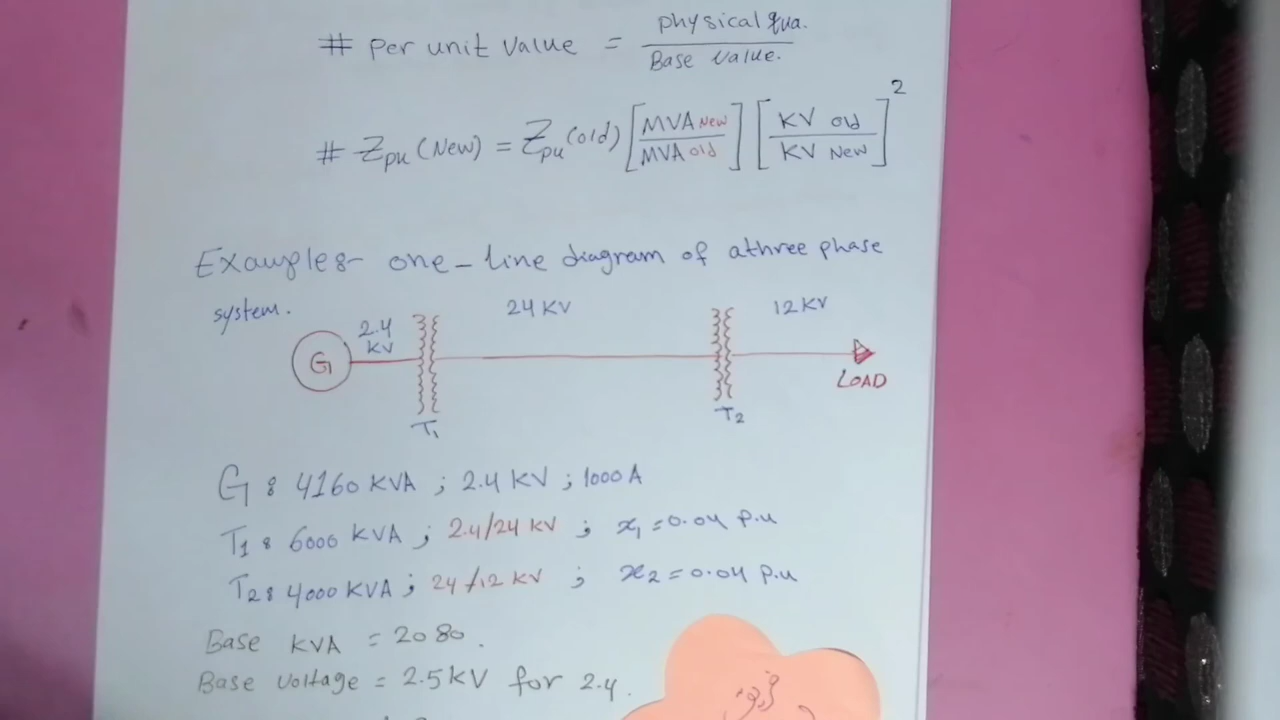 # per unit value = physical qua. / Base value.
# Zpu (New) = Zpu (old) [MVA New / MVA old] [KV old / KV New]²
Example:- one-line diagram of a three phase
system.
2.4 KV 24 KV 12 KV
G
LOAD
T1 T2
G: 4160 KVA ; 2.4 KV ; 1000 A
T1: 6000 KVA ; 2.4/24 KV ; x1 = 0.04 p.u
T2: 4000 KVA ; 24/12 KV ; x2 = 0.04 p.u
Base KVA = 2080.
Base voltage = 2.5 KV for 2.4.